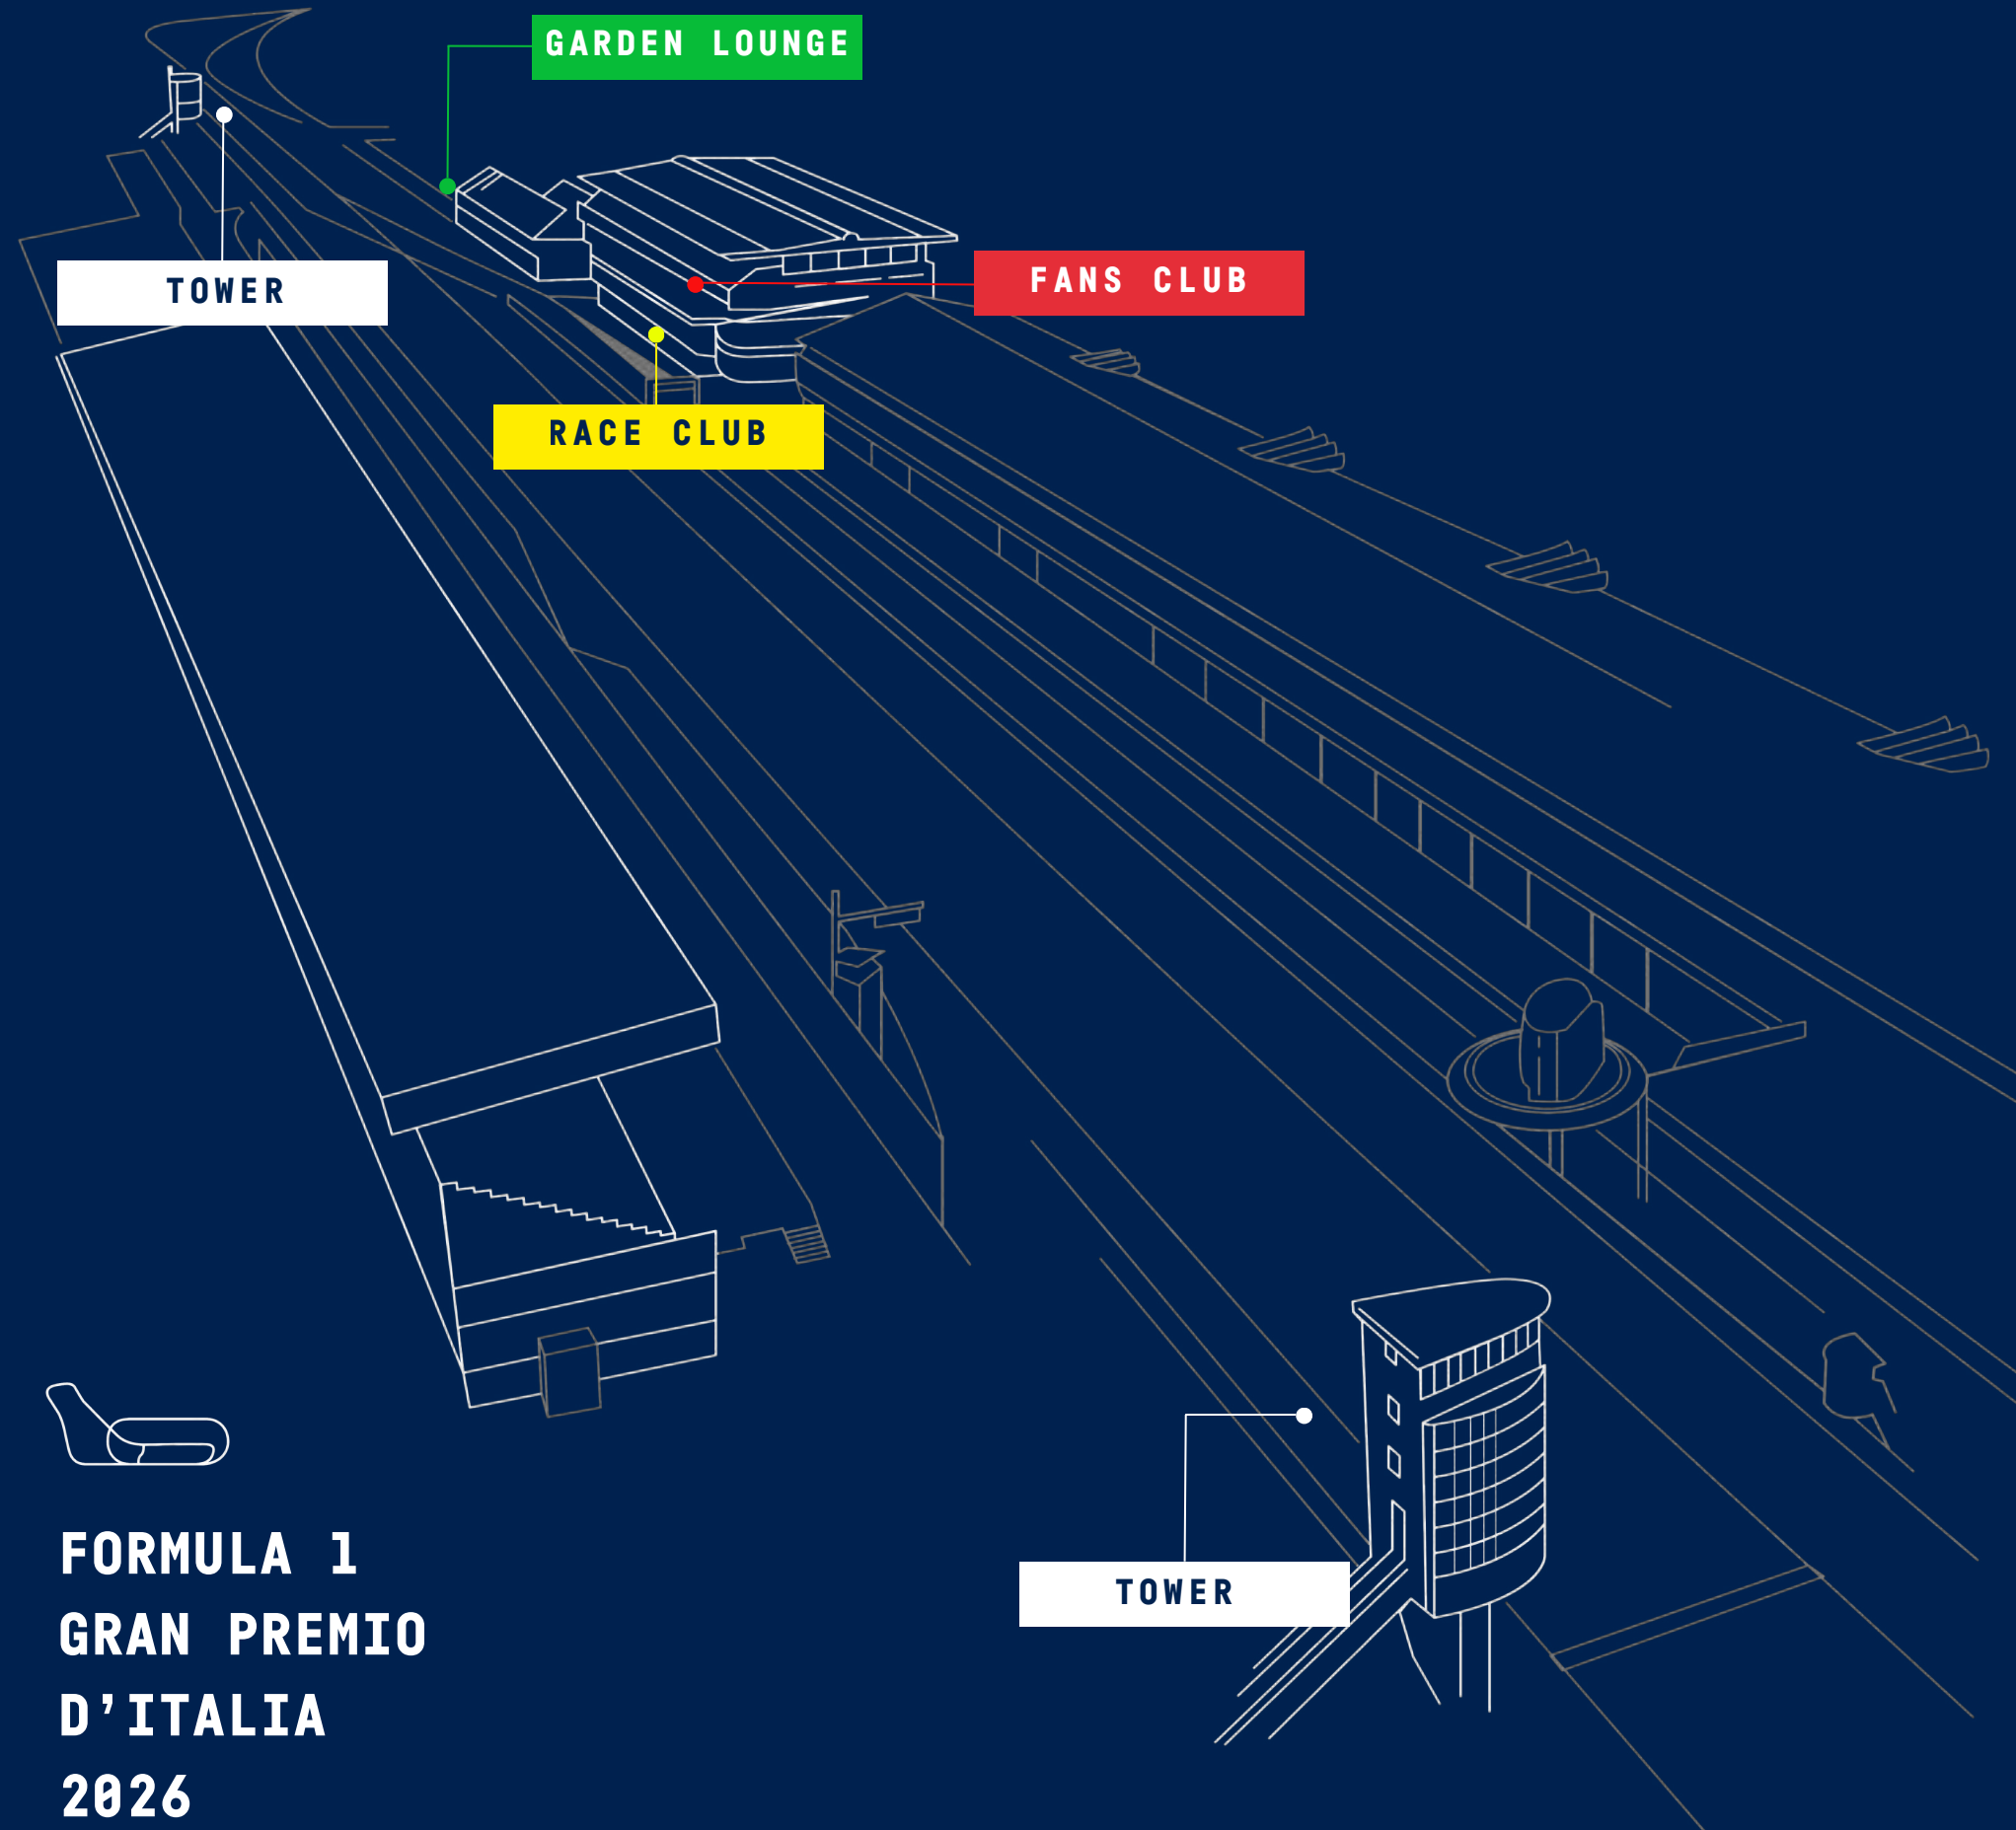 GARDEN LOUNGE
TOWER
FANS CLUB
RACE CLUB
TOWER
FORMULA 1
GRAN PREMIO
D’ITALIA
2026